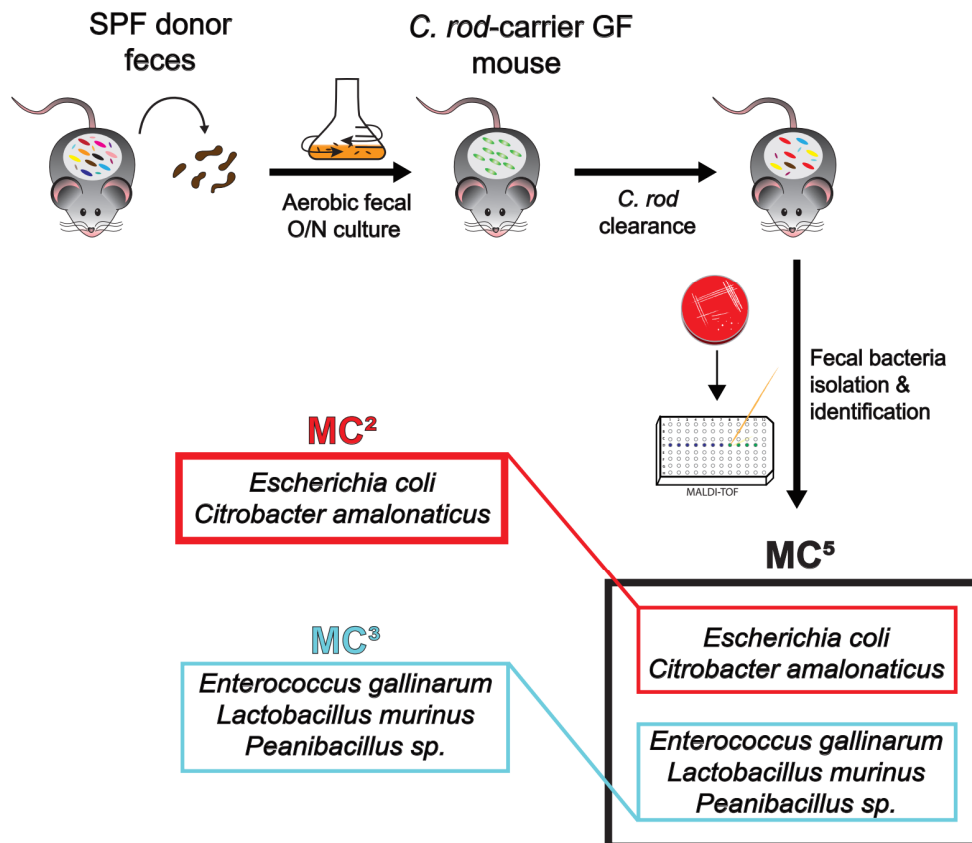 SPF donor
feces
C. rod-carrier GF
mouse
Aerobic fecal
O/N culture
C. rod
clearance
Fecal bacteria
isolation &
identification
MALDI-TOF
MC²
Escherichia coli
Citrobacter amalonaticus
MC⁵
Escherichia coli
Citrobacter amalonaticus
MC³
Enterococcus gallinarum
Lactobacillus murinus
Peanibacillus sp.
Enterococcus gallinarum
Lactobacillus murinus
Peanibacillus sp.